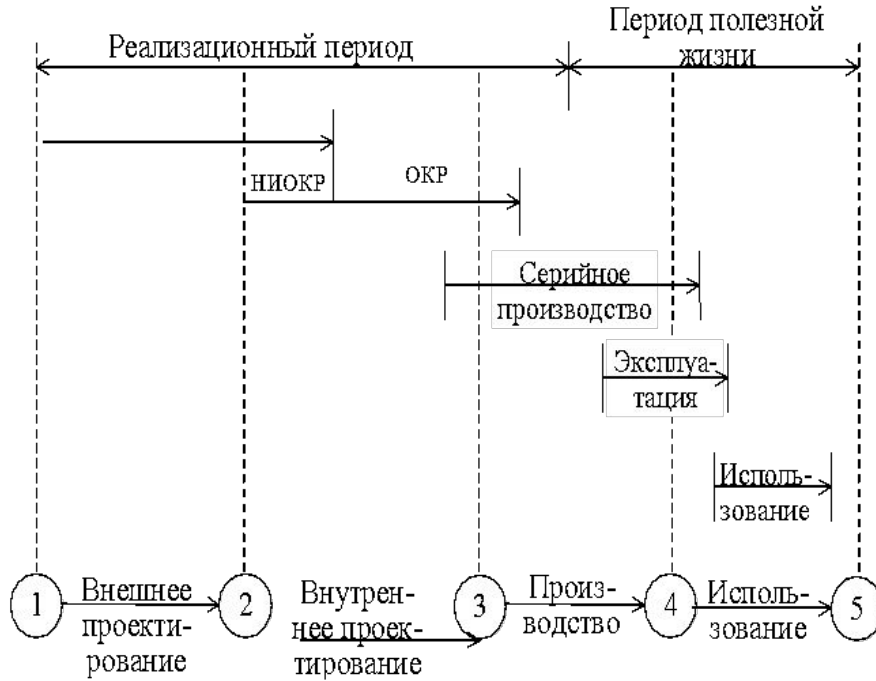 Реализационный период
Период полезной
жизни
НИОКР
ОКР
Серийное
производство
Эксплуа-
тация
Исполь-
зование
1
Внешнее
проекти-
рование
2
Внутрен-
нее проек-
тирование
3
Произ-
водство
4
Исполь-
зование
5